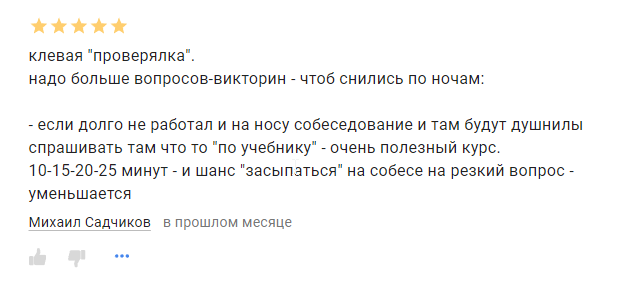 клевая "проверялка".
надо больше вопросов-викторин - чтоб снились по ночам:
- если долго не работал и на носу собеседование и там будут душнилы
спрашивать там что то "по учебнику" - очень полезный курс.
10-15-20-25 минут - и шанс "засыпаться" на собесе на резкий вопрос -
уменьшается
Михаил Садчиков в прошлом месяце